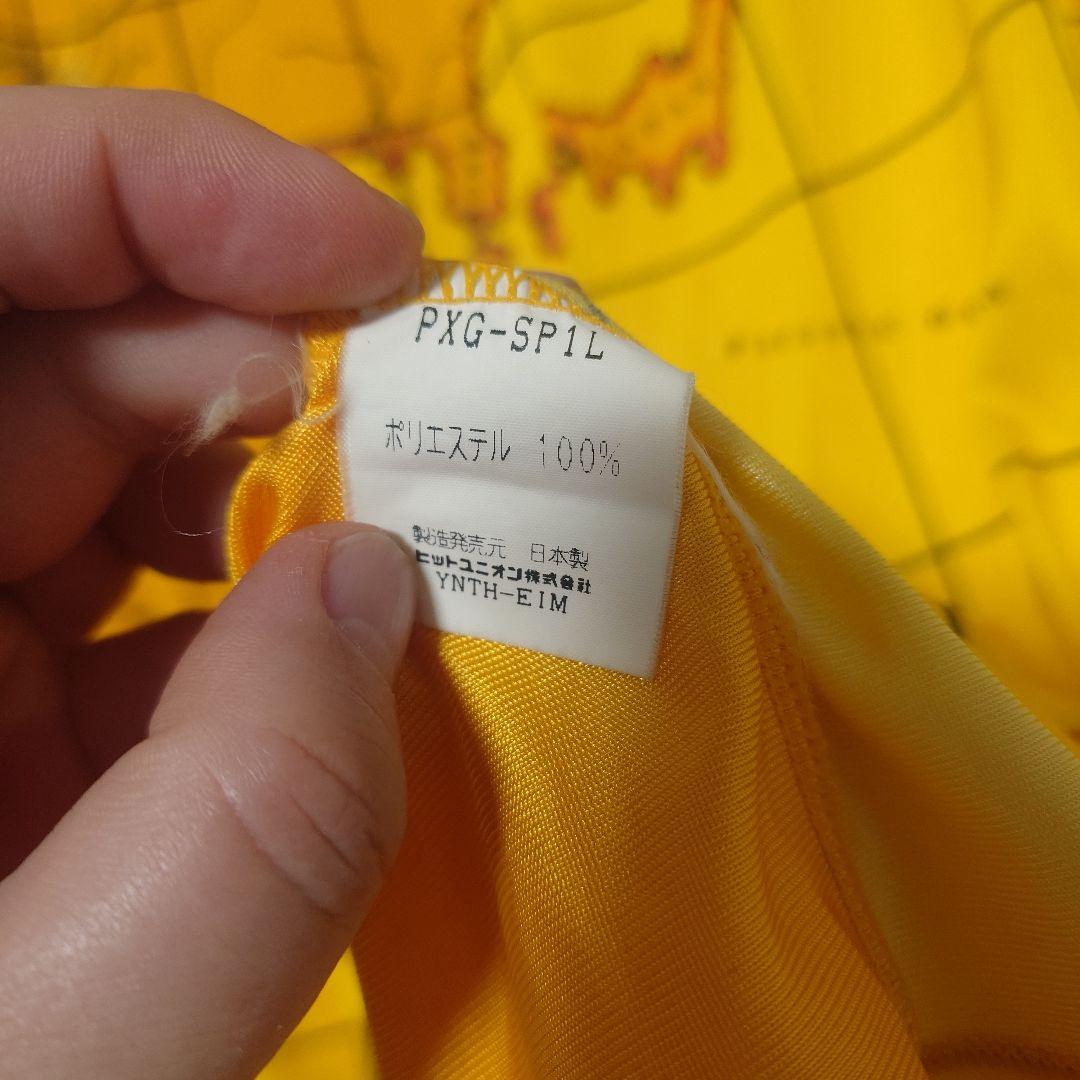 PXG-SP1L
ポリエステル 100%
製造発売元 日本製
ヒットユニオン株式会社
YNTH-EIM